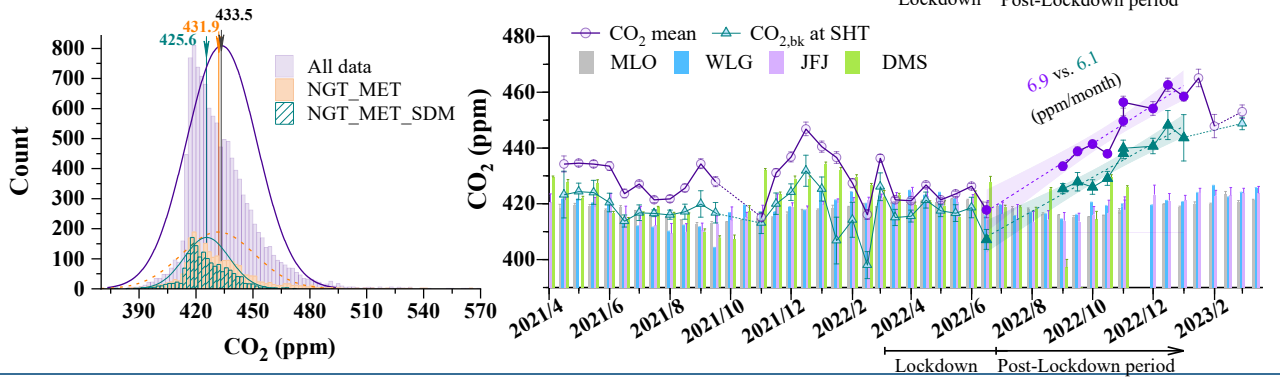 Lockdown Post-Lockdown period
433.5
431.9
425.6
800
700
600
500
400
300
200
100
0
Count
All data
NGT_MET
NGT_MET_SDM
390 420 450 480 510 540 570
CO₂ (ppm)
480
460
440
420
400
CO₂ (ppm)
CO₂ mean CO₂,bk at SHT
MLO WLG JFJ DMS
6.9 vs. 6.1
(ppm/month)
2021/4 2021/6 2021/8 2021/10 2021/12 2022/2 2022/4 2022/6 2022/8 2022/10 2022/12 2023/2
Lockdown Post-Lockdown period